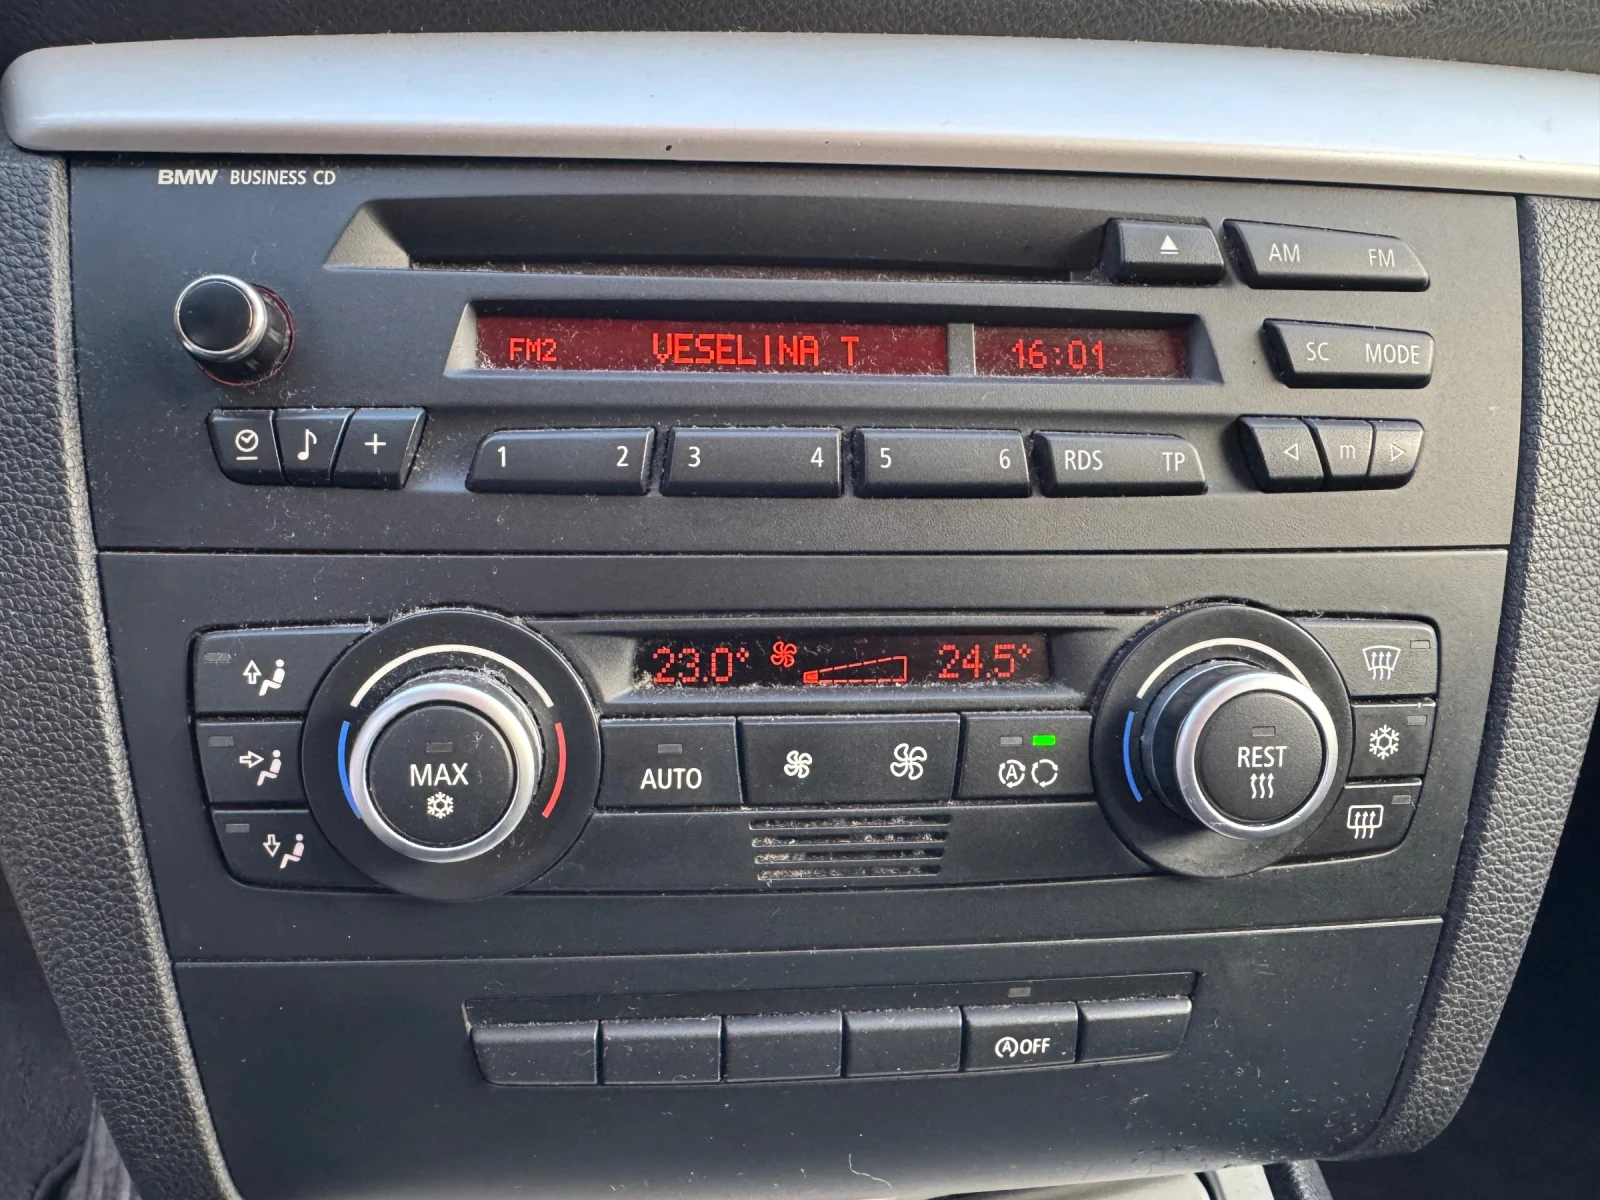 BMW BUSINESS CD
AM FM
FM2 VESELINA T 16:01
SC MODE
1 2 3 4 5 6 RDS TP m
23.0° 24.5°
MAX
AUTO
A
REST
A OFF